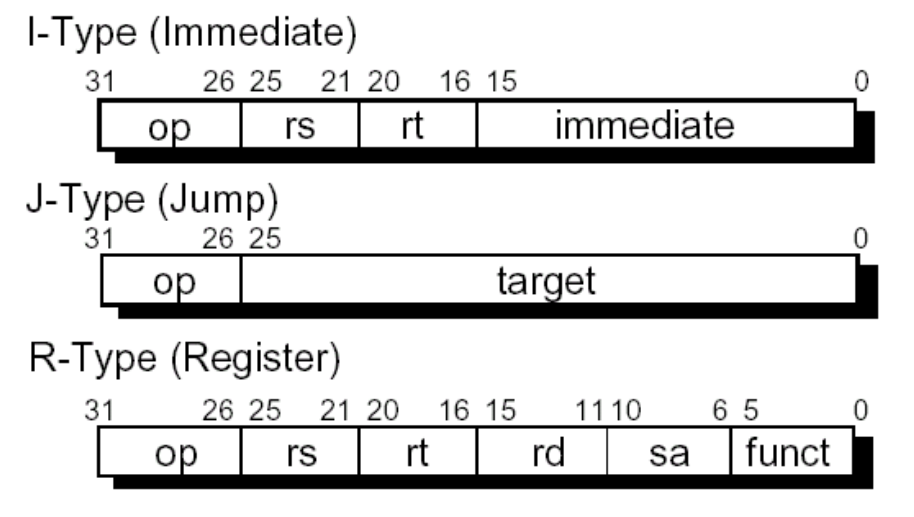 I-Type (Immediate)
31 26 25 21 20 16 15 0
op rs rt immediate
J-Type (Jump)
31 26 25 0
op target
R-Type (Register)
31 26 25 21 20 16 15 11 10 6 5 0
op rs rt rd sa funct